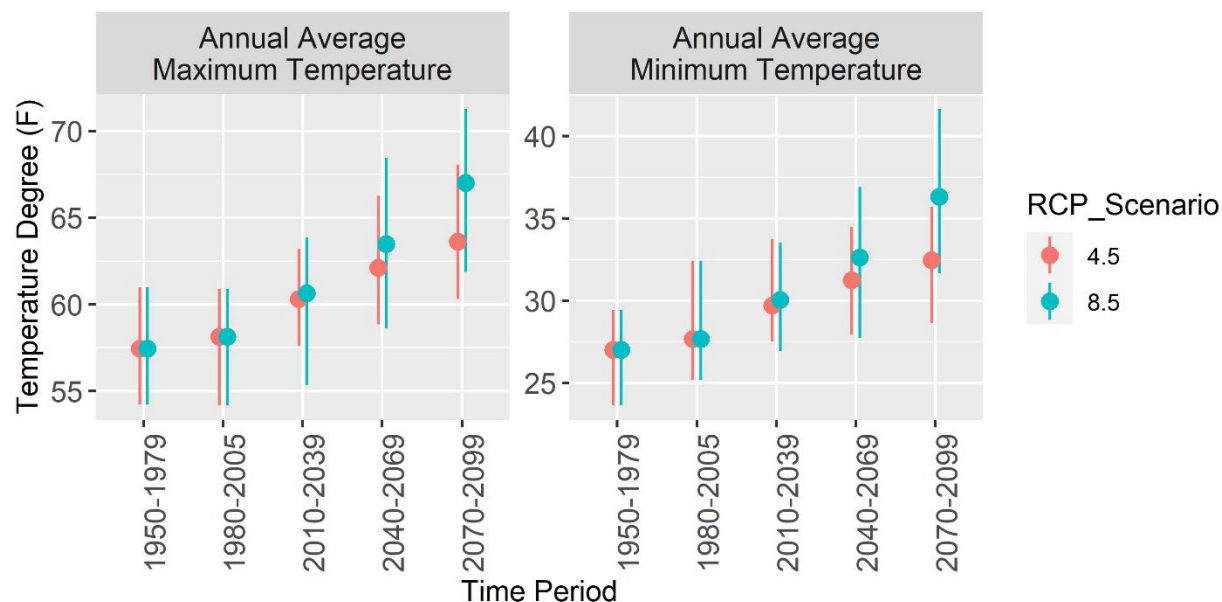 Annual Average
Maximum Temperature
Annual Average
Minimum Temperature
Temperature Degree (F)
70
65
60
55
40
35
30
25
1950-1979
1980-2005
2010-2039
2040-2069
2070-2099
1950-1979
1980-2005
2010-2039
2040-2069
2070-2099
Time Period
RCP_Scenario
4.5
8.5